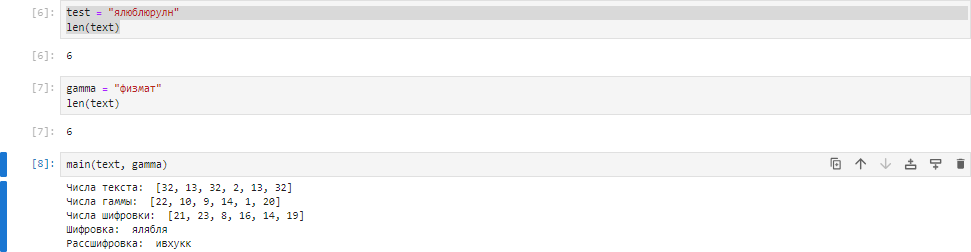 [6]: test = "ялюблюрулн"
len(text)
[6]: 6
[7]: gamma = "физмат"
len(text)
[7]: 6
[8]: main(text, gamma)
Числа текста:  [32, 13, 32, 2, 13, 32]
Числа гаммы:  [22, 10, 9, 14, 1, 20]
Числа шифровки:  [21, 23, 8, 16, 14, 19]
Шифровка:  ялябля
Рассшифровка:  ивхукк